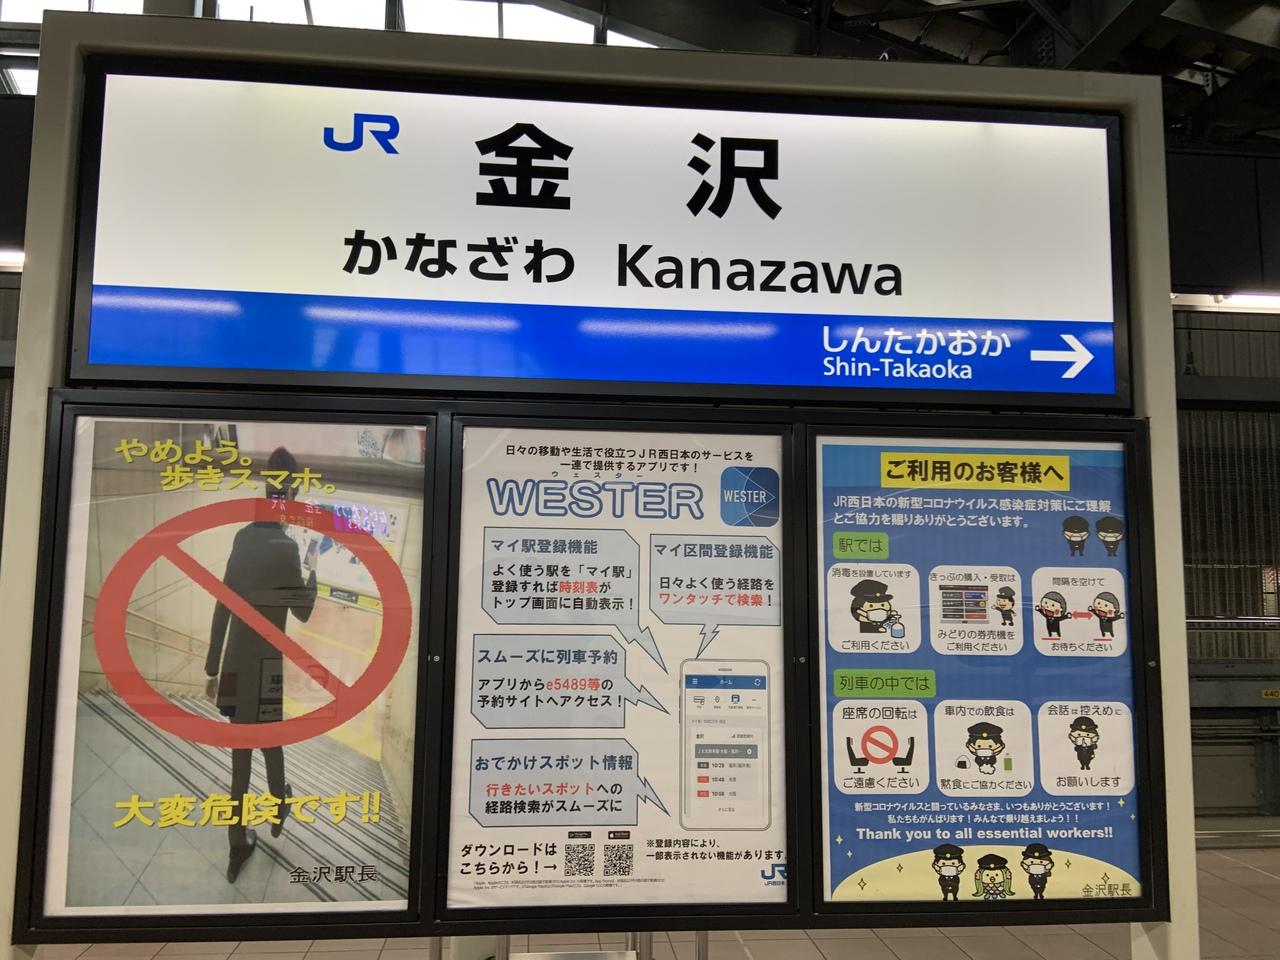 JR
金沢
かなざわ Kanazawa
しんたかおか
Shin-Takaoka
やめよう。
歩きスマホ。
大変危険です!!
金沢駅長
日々の移動や生活で役立つJR西日本のサービスを
一連で提供するアプリです！
ウェスター
WESTER
WESTER
マイ駅登録機能
よく使う駅を「マイ駅」
登録すれば時刻表が
トップ画面に自動表示！
マイ区間登録機能
日々よく使う経路を
ワンタッチで検索！
スムーズに列車予約
アプリからe5489等の
予約サイトへアクセス！
おでかけスポット情報
行きたいスポットへの
経路検索がスムーズに
ホーム
金沢
10:29
10:48
10:56
ダウンロードは
こちらから！→
※登録内容により、
一部表示されない機能があります
JR西日本
ご利用のお客様へ
JR西日本の新型コロナウイルス感染症対策にご理解
とご協力を賜りありがとうございます。
駅では
消毒を設置しています
ご利用ください
きっぷの購入・受取は
みどりの券売機を
ご利用ください
間隔を空けて
お待ちください
列車の中では
座席の回転は
ご遠慮ください
車内での飲食は
黙食にご協力ください
会話は控えめに
お願いします
新型コロナウイルスと闘っているみなさま、いつもありがとうございます！
私たちもがんばります！みんなで乗り越えましょう！！
Thank you to all essential workers!!
金沢駅長